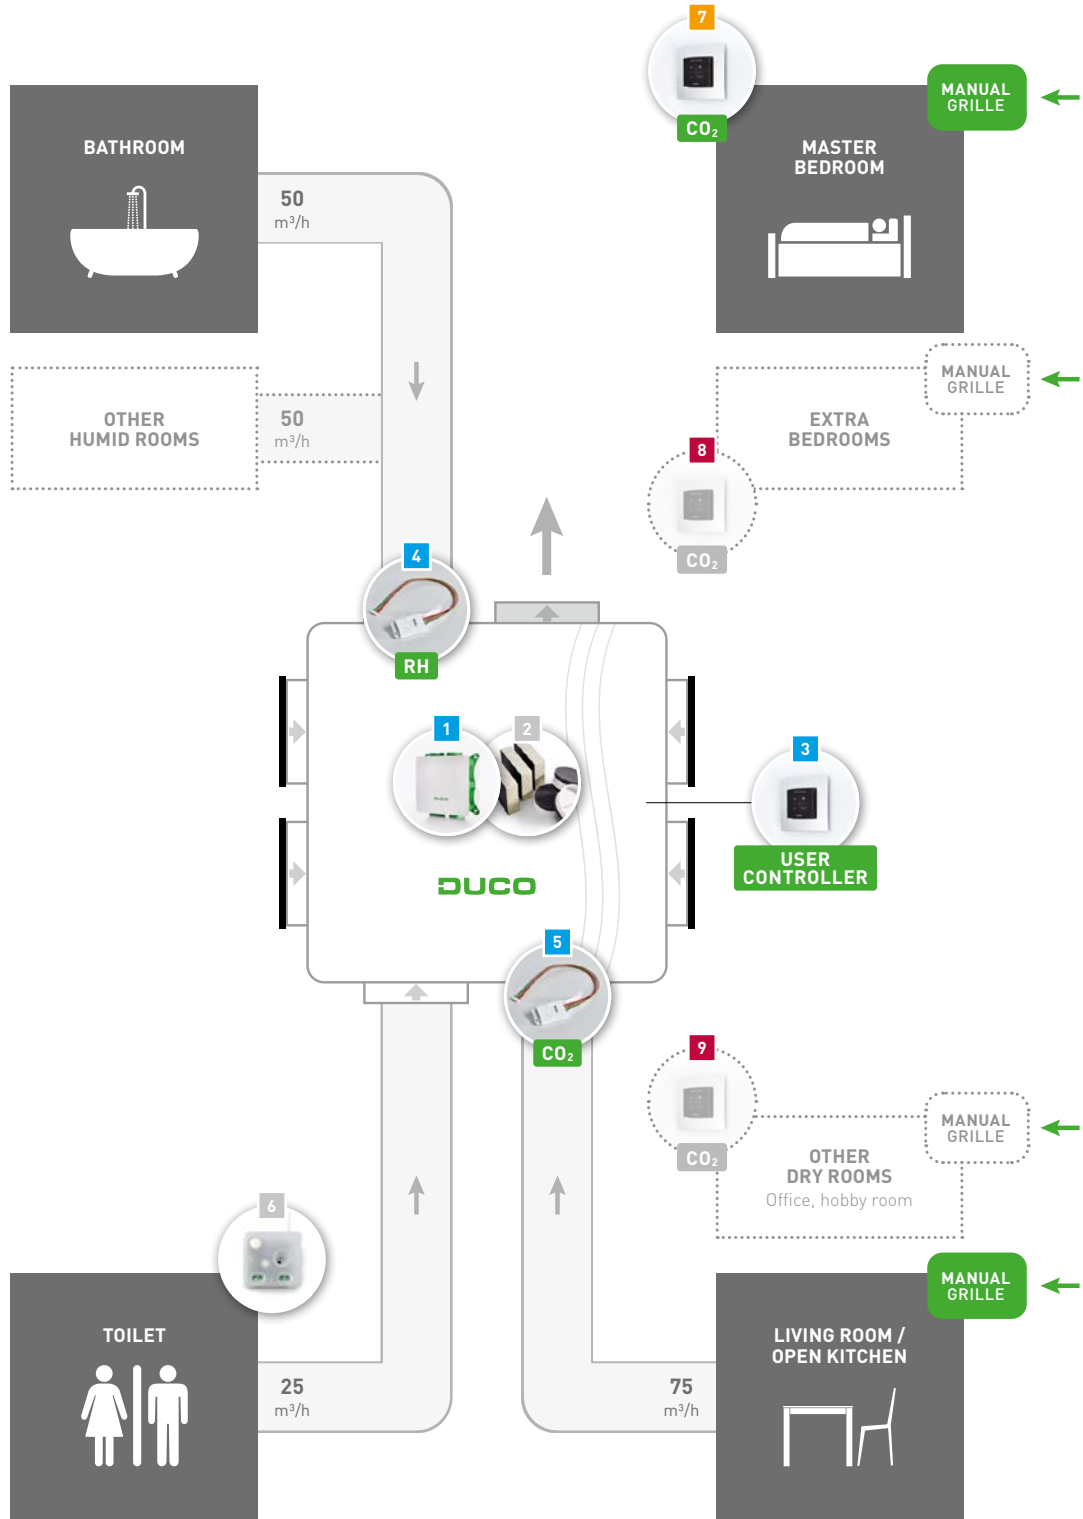 7
CO₂
MANUAL
GRILLE
BATHROOM
50
m³/h
MASTER
BEDROOM
OTHER
HUMID ROOMS
50
m³/h
MANUAL
GRILLE
EXTRA
BEDROOMS
8
CO₂
4
RH
1
2
3
USER
CONTROLLER
DUCO
5
CO₂
9
CO₂
MANUAL
GRILLE
OTHER
DRY ROOMS
Office, hobby room
6
TOILET
25
m³/h
75
m³/h
MANUAL
GRILLE
LIVING ROOM /
OPEN KITCHEN